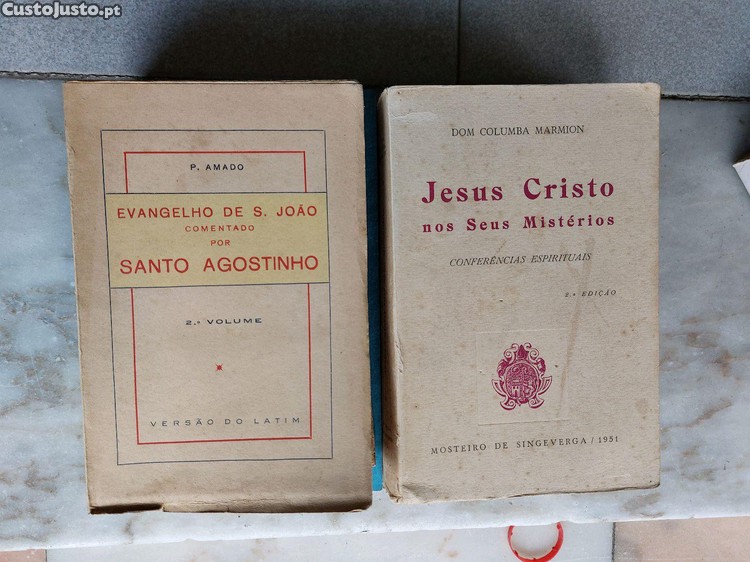 CustoJusto.pt
P. AMADO
EVANGELHO DE S. JOÃO
COMENTADO
POR
SANTO AGOSTINHO
2.º VOLUME
VERSÃO DO LATIM
DOM COLUMBA MARMION
Jesus Cristo
nos Seus Mistérios
CONFERÊNCIAS ESPIRITUAIS
2.ª EDIÇÃO
MOSTEIRO DE SINGEVERGA / 1951